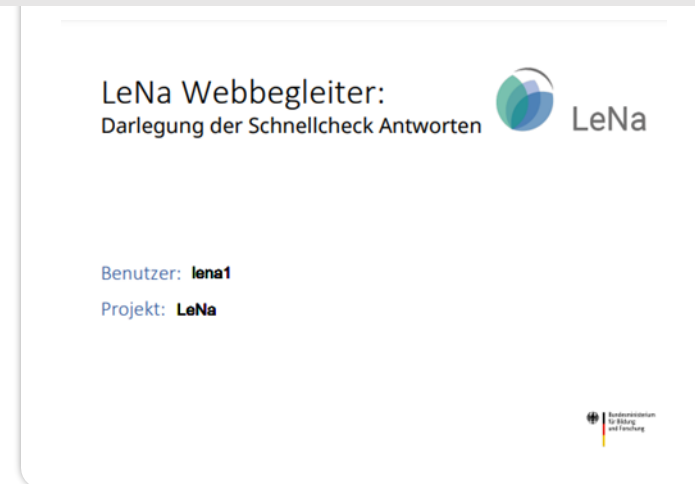 LeNa Webbegleiter:
Darlegung der Schnellcheck Antworten
LeNa
Benutzer: lena1
Projekt: LeNa
Bundesministerium
für Bildung
und Forschung